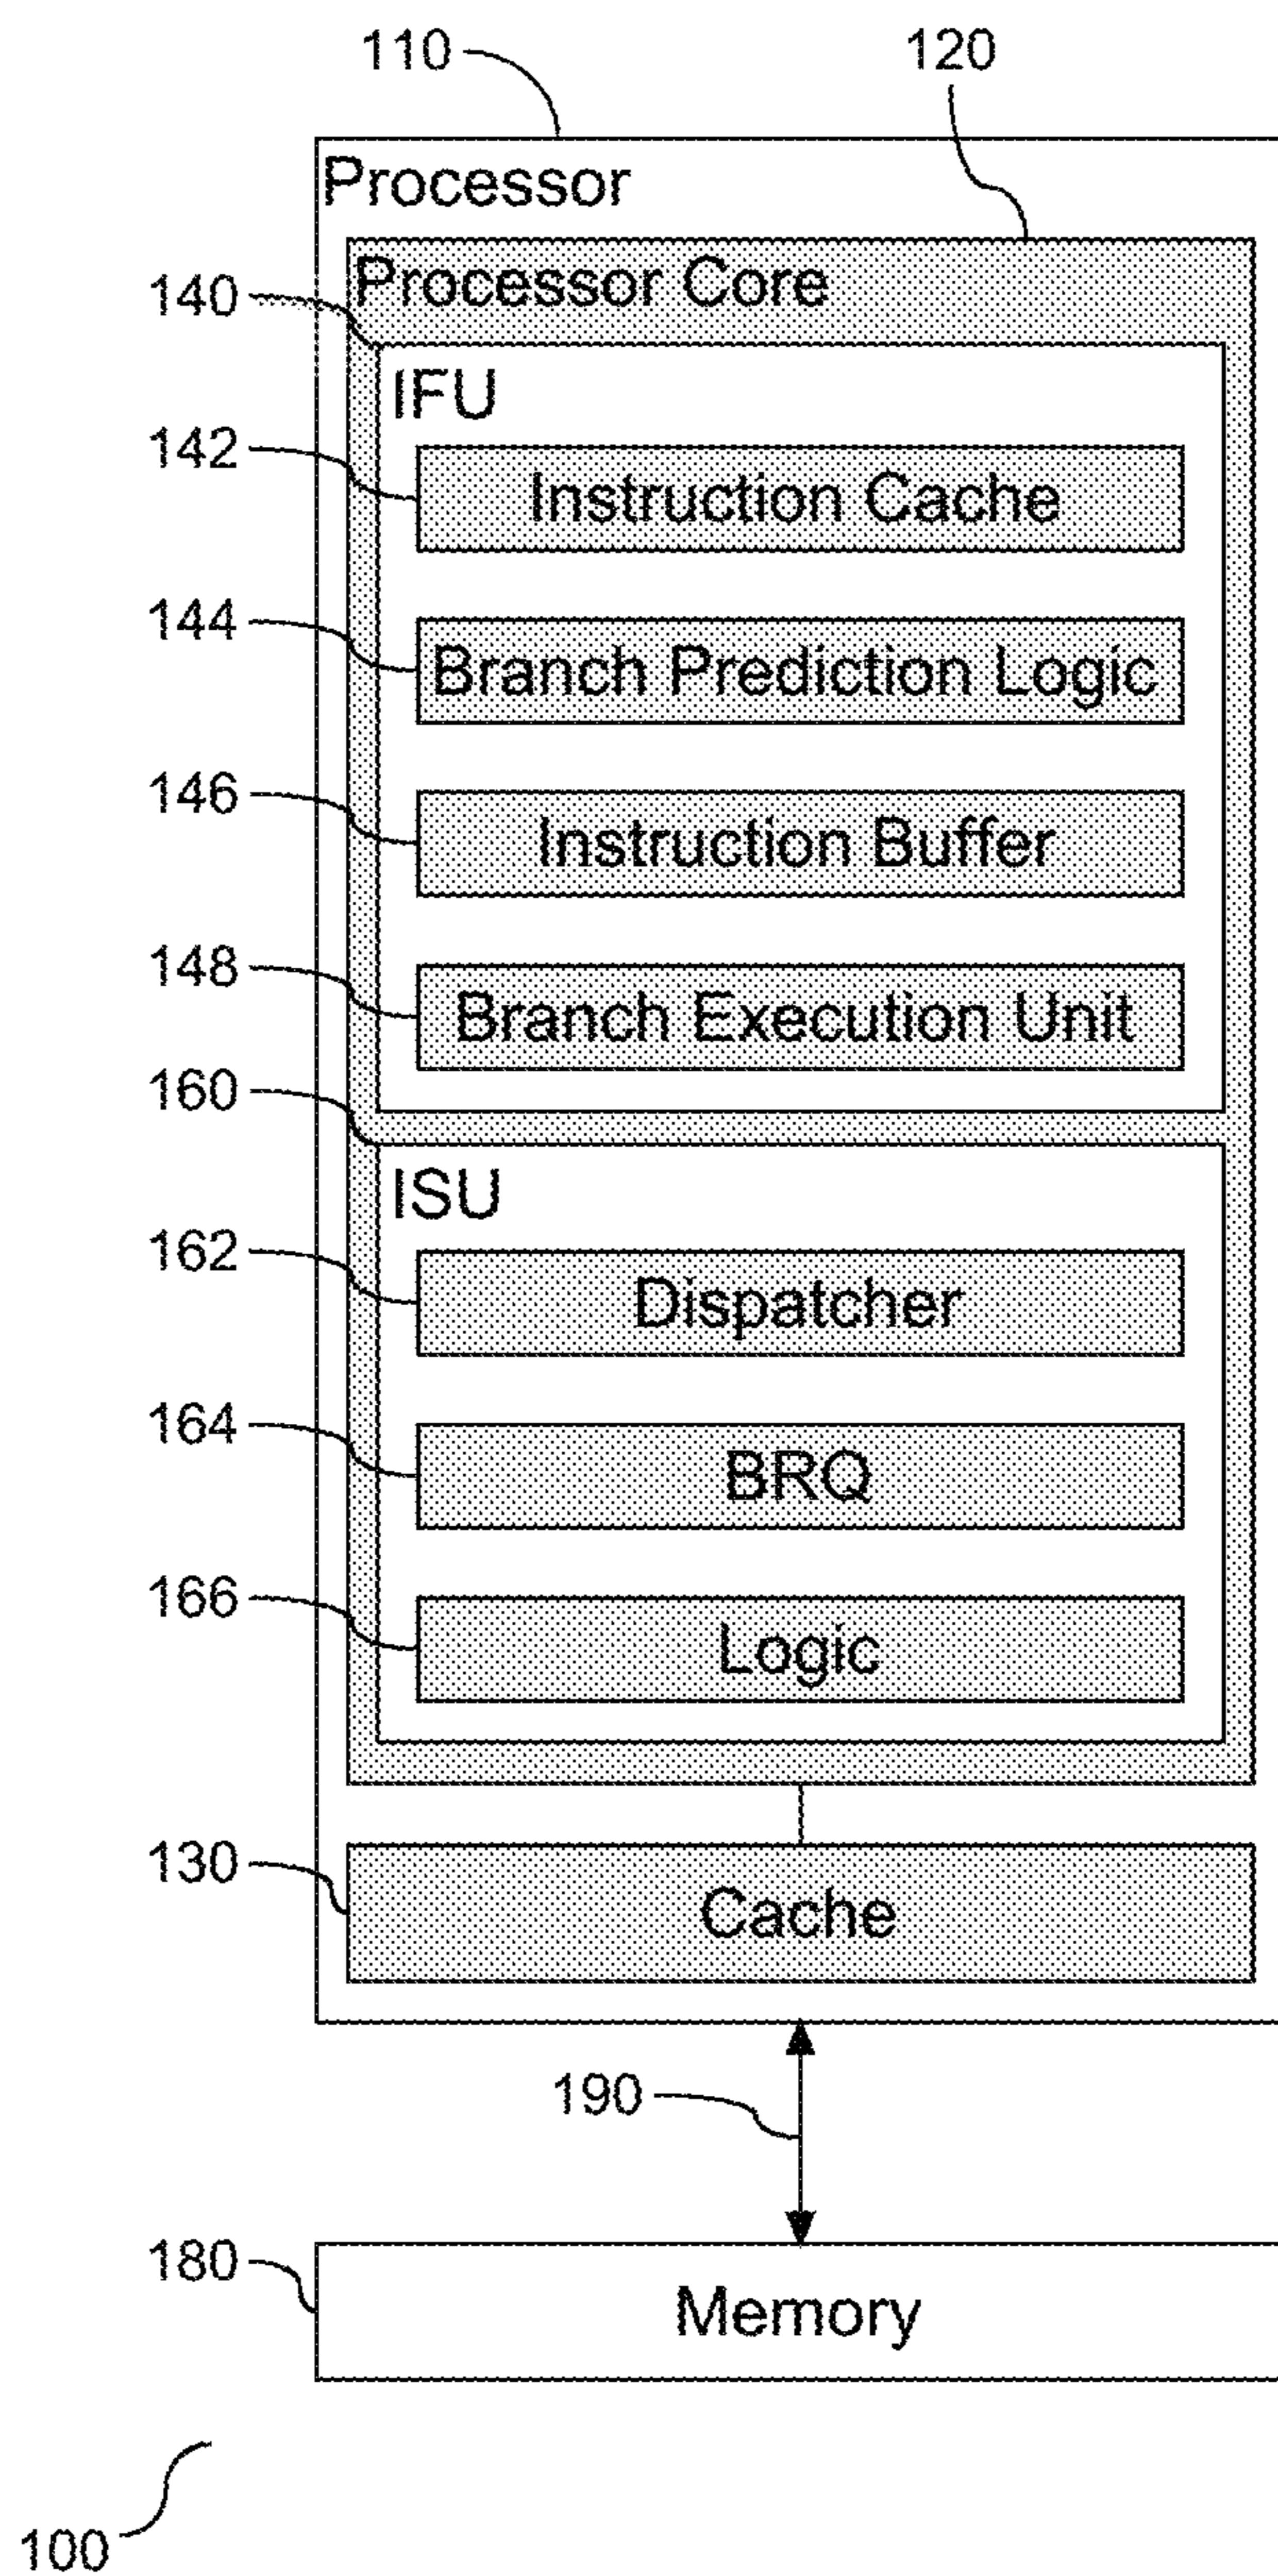 110
120
Processor
Processor Core
140
IFU
142
Instruction Cache
144
Branch Prediction Logic
146
Instruction Buffer
148
Branch Execution Unit
160
ISU
162
Dispatcher
164
BRQ
166
Logic
130
Cache
190
180
Memory
100